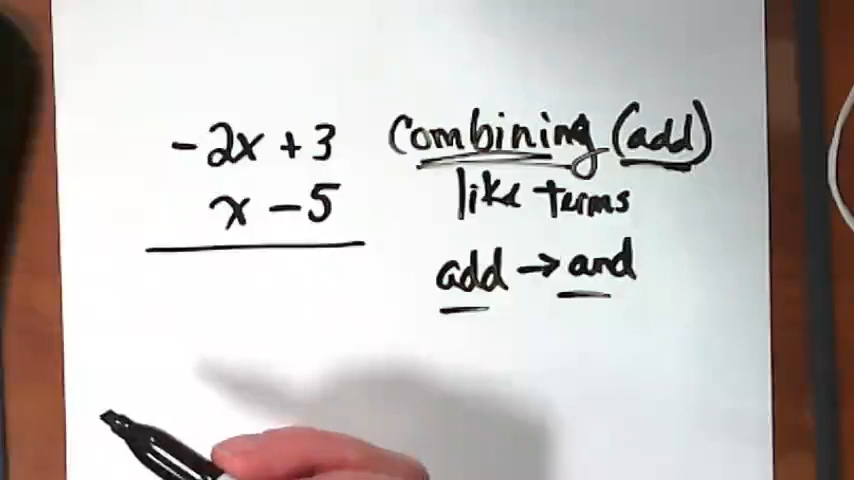 -2x + 3
x - 5
Combining (add)
like terms
add → and